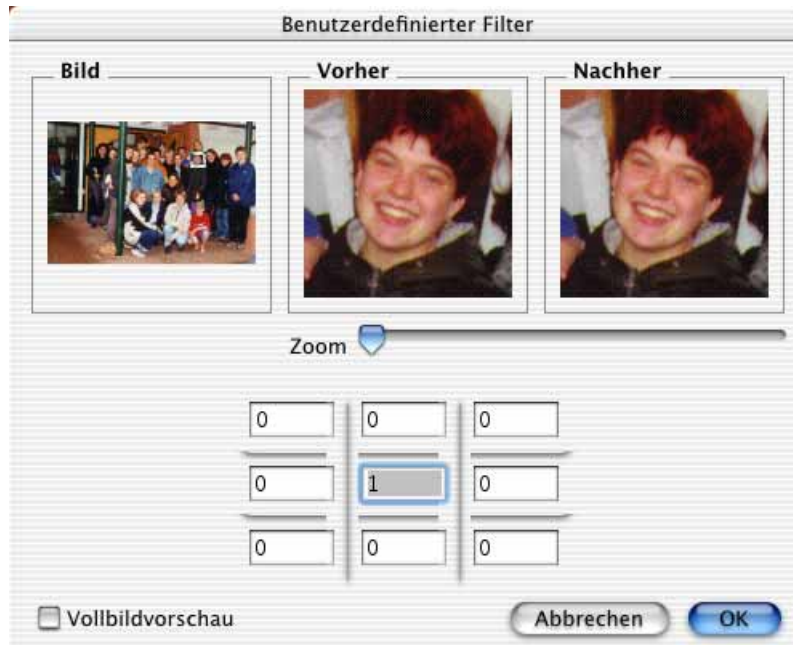 Benutzerdefinierter Filter
Bild Vorher Nachher
Zoom
0 0 0
0 1 0
0 0 0
Vollbildvorschau Abbrechen OK